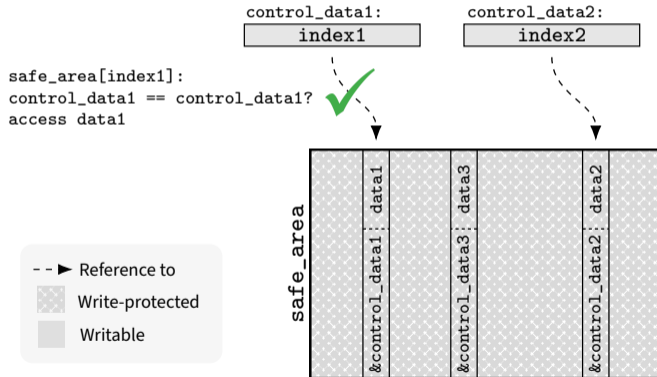 control_data1:
control_data2:
index1
index2
safe_area[index1]:
control_data1 == control_data1?
access data1
safe_area
&control_data1: data1
&control_data3: data3
&control_data2: data2
Reference to
Write-protected
Writable